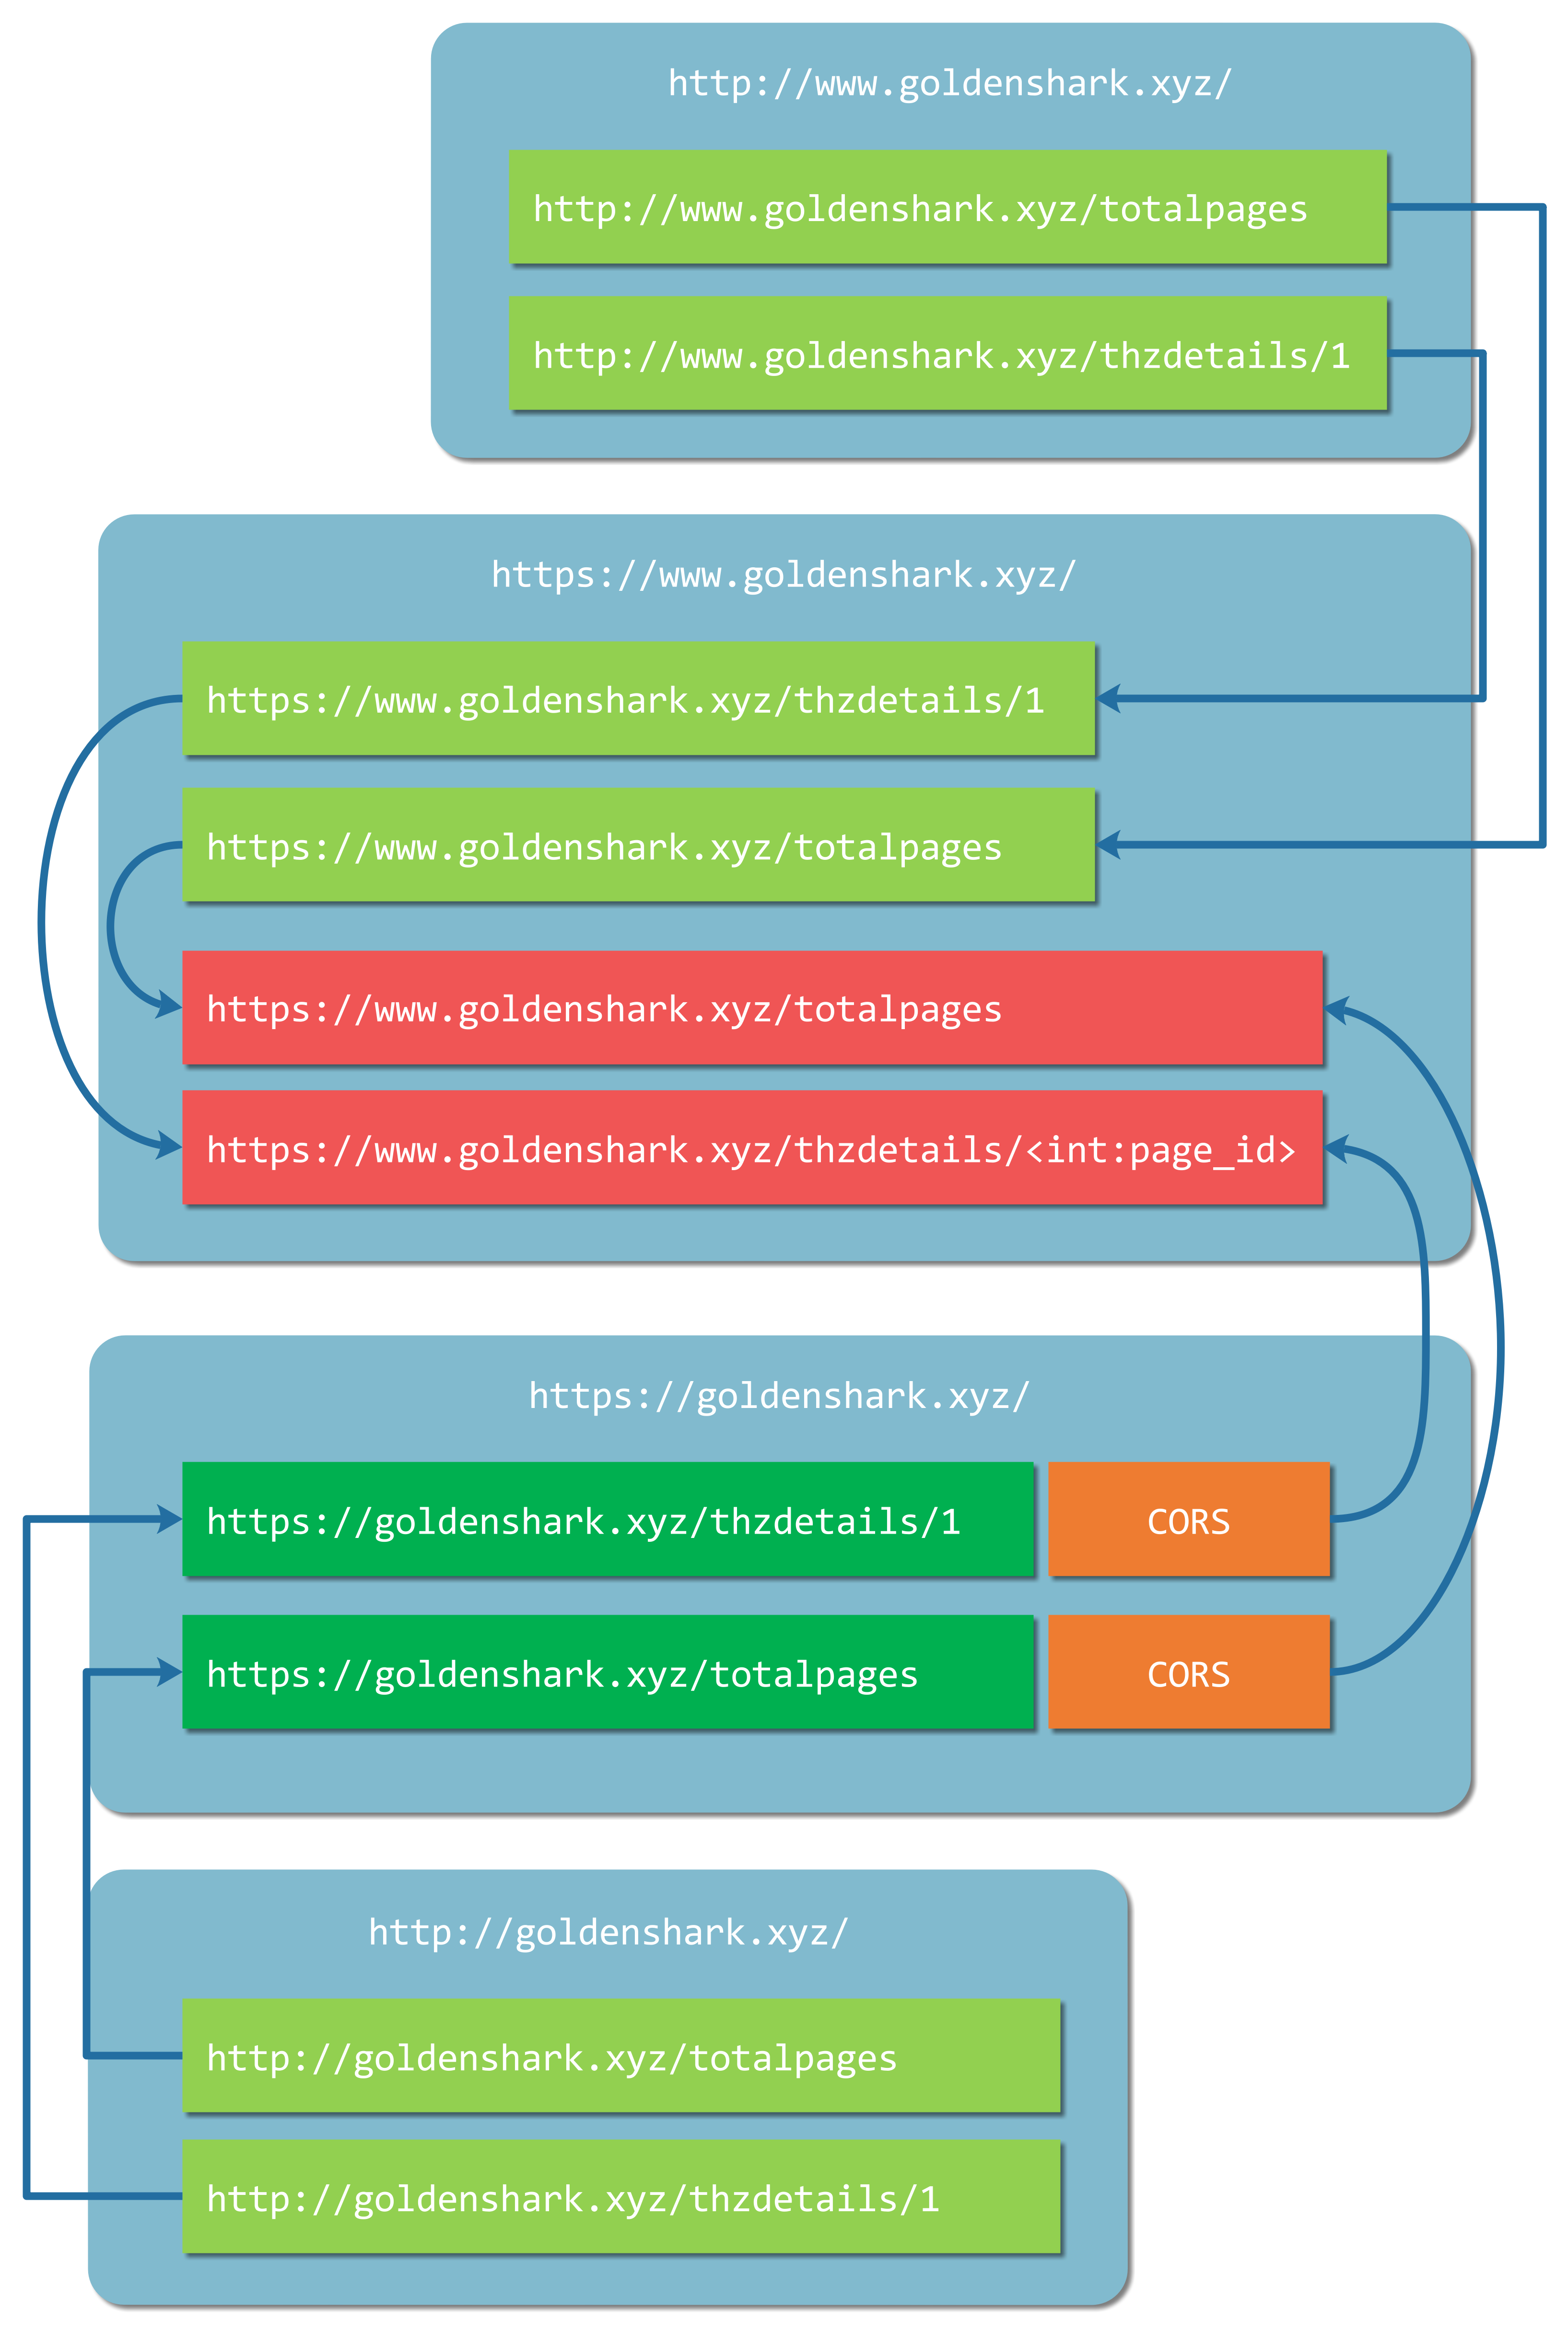 http://www.goldenshark.xyz/
http://www.goldenshark.xyz/totalpages
http://www.goldenshark.xyz/thzdetails/1
https://www.goldenshark.xyz/
https://www.goldenshark.xyz/thzdetails/1
https://www.goldenshark.xyz/totalpages
https://www.goldenshark.xyz/totalpages
https://www.goldenshark.xyz/thzdetails/<int:page_id>
https://goldenshark.xyz/
https://goldenshark.xyz/thzdetails/1 CORS
https://goldenshark.xyz/totalpages CORS
http://goldenshark.xyz/
http://goldenshark.xyz/totalpages
http://goldenshark.xyz/thzdetails/1